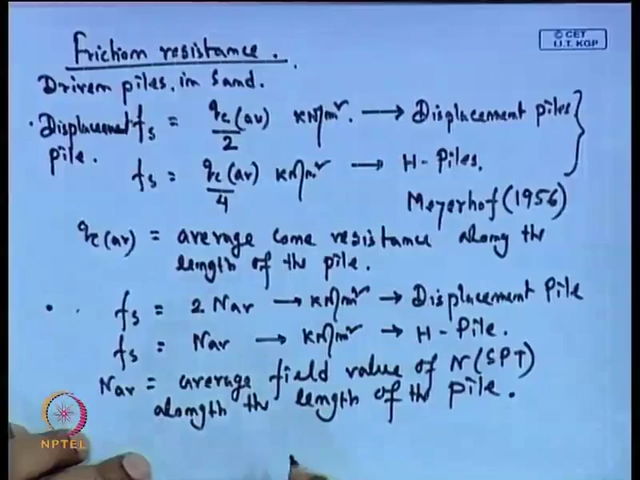 Friction resistance.
© CET
I.I.T. KGP
Driven piles in Sand.
• Displacement pile. fs = qc(av)/2 kN/m² → Displacement piles
fs = qc(av)/4 kN/m² → H-Piles.
Meyerhof (1956)
qc(av) = average cone resistance along the
length of the pile.
• fs = 2 Nav → kN/m² → Displacement Pile
fs = Nav → kN/m² → H-Pile.
Nav = average field value of N(SPT)
alongth the length of the pile.
NPTEL